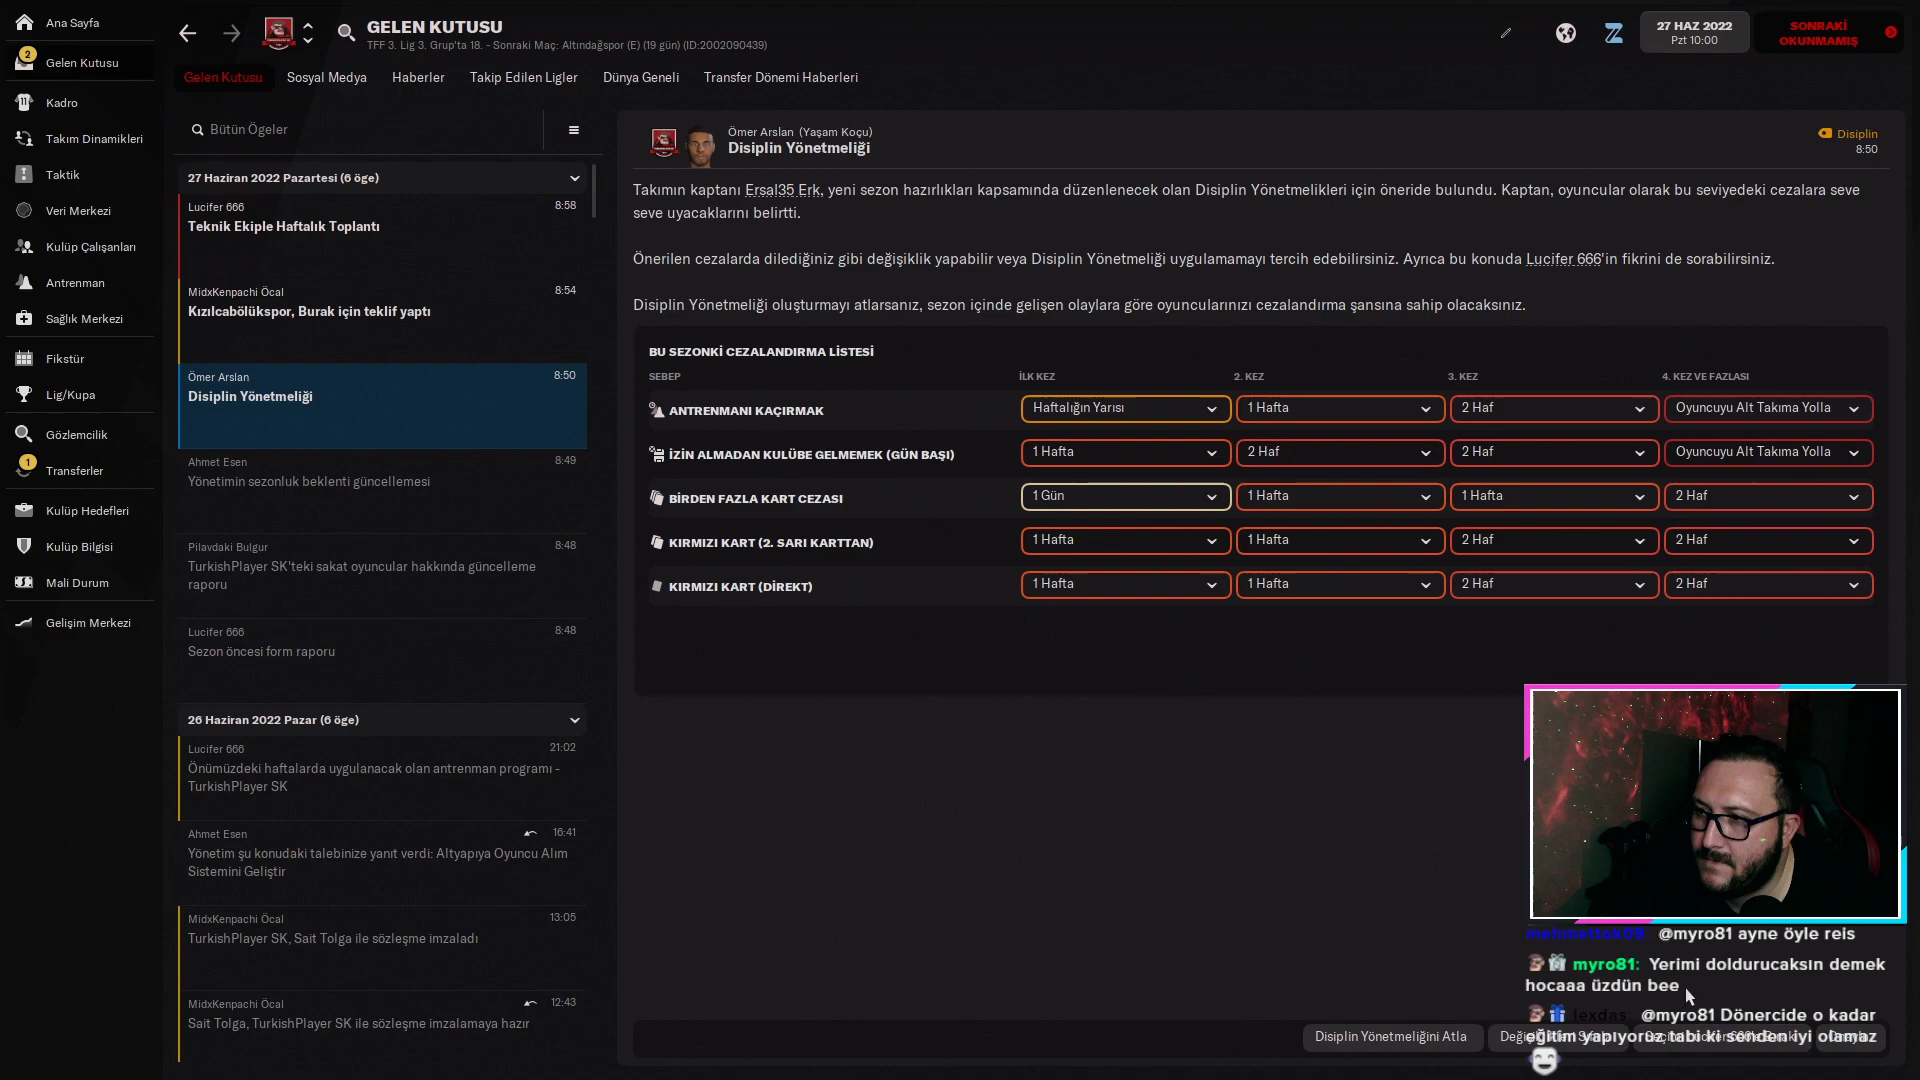 Ana Sayfa
2
Gelen Kutusu
Kadro
Takım Dinamikleri
Taktik
Veri Merkezi
Kulüp Çalışanları
Antrenman
Sağlık Merkezi
Fikstür
Lig/Kupa
Gözlemcilik
1
Transferler
Kulüp Hedefleri
Kulüp Bilgisi
Mali Durum
Gelişim Merkezi
GELEN KUTUSU
TFF 3. Lig 3. Grup'ta 18. - Sonraki Maç: Altındağspor (E) (19 gün) (ID:2002090439)
27 HAZ 2022
Pzt 10:00
SONRAKİ
OKUNMAMIŞ
Gelen Kutusu Sosyal Medya Haberler Takip Edilen Ligler Dünya Geneli Transfer Dönemi Haberleri
Bütün Ögeler
27 Haziran 2022 Pazartesi (6 öge)
Lucifer 666 8:58
Teknik Ekiple Haftalık Toplantı
MidxKenpachi Öcal 8:54
Kızılcabölükspor, Burak için teklif yaptı
Ömer Arslan 8:50
Disiplin Yönetmeliği
Ahmet Esen 8:49
Yönetimin sezonluk beklenti güncellemesi
Pilavdaki Bulgur 8:48
TurkishPlayer SK'teki sakat oyuncular hakkında güncelleme
raporu
Lucifer 666 8:48
Sezon öncesi form raporu
26 Haziran 2022 Pazar (6 öge)
Lucifer 666 21:02
Önümüzdeki haftalarda uygulanacak olan antrenman programı -
TurkishPlayer SK
Ahmet Esen 16:41
Yönetim şu konudaki talebinize yanıt verdi: Altyapıya Oyuncu Alım
Sistemini Geliştir
MidxKenpachi Öcal 13:05
TurkishPlayer SK, Sait Tolga ile sözleşme imzaladı
MidxKenpachi Öcal 12:43
Sait Tolga, TurkishPlayer SK ile sözleşme imzalamaya hazır
Ömer Arslan (Yaşam Koçu)
Disiplin Yönetmeliği
Disiplin
8:50
Takımın kaptanı Ersal35 Erk, yeni sezon hazırlıkları kapsamında düzenlenecek olan Disiplin Yönetmelikleri için öneride bulundu. Kaptan, oyuncular olarak bu seviyedeki cezalara seve
seve uyacaklarını belirtti.
Önerilen cezalarda dilediğiniz gibi değişiklik yapabilir veya Disiplin Yönetmeliği uygulamamayı tercih edebilirsiniz. Ayrıca bu konuda Lucifer 666'in fikrini de sorabilirsiniz.
Disiplin Yönetmeliği oluşturmayı atlarsanız, sezon içinde gelişen olaylara göre oyuncularınızı cezalandırma şansına sahip olacaksınız.
BU SEZONKİ CEZALANDIRMA LİSTESİ
SEBEP İLK KEZ 2. KEZ 3. KEZ 4. KEZ VE FAZLASI
ANTRENMANI KAÇIRMAK Haftalığın Yarısı 1 Hafta 2 Haf Oyuncuyu Alt Takıma Yolla
İZİN ALMADAN KULÜBE GELMEMEK (GÜN BAŞI) 1 Hafta 2 Haf 2 Haf Oyuncuyu Alt Takıma Yolla
BİRDEN FAZLA KART CEZASI 1 Gün 1 Hafta 1 Hafta 2 Haf
KIRMIZI KART (2. SARI KARTTAN) 1 Hafta 1 Hafta 2 Haf 2 Haf
KIRMIZI KART (DİREKT) 1 Hafta 1 Hafta 2 Haf 2 Haf
mehmettok09 @myro81 ayne öyle reis
myro81: Yerimi doldurucaksın demek
hocaaa üzdün bee
lexdas: @myro81 Dönercide o kadar
eğitim yapıyoruz tabi ki senden iyi olamaz
Disiplin Yönetmeliğini Atla